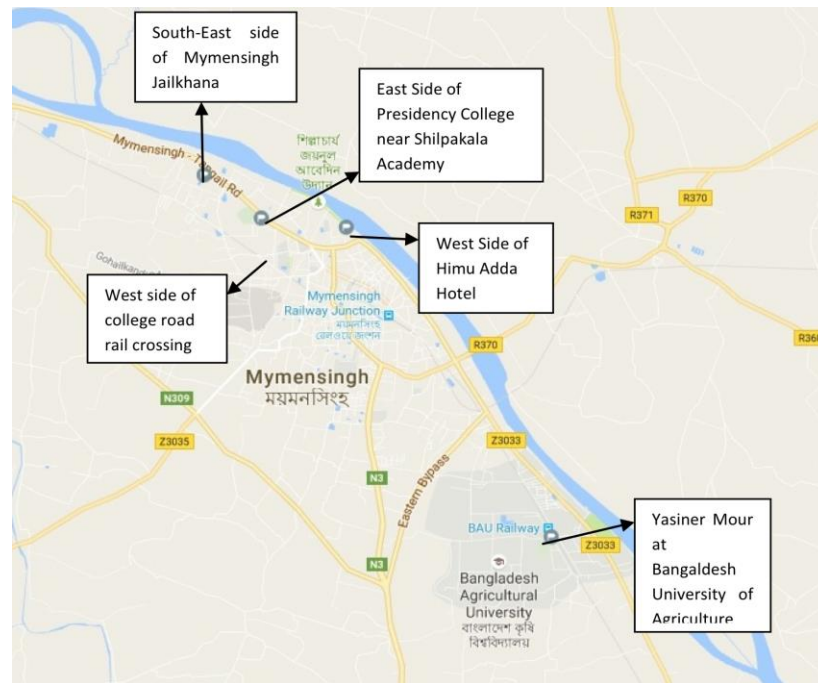 South-East side
of Mymensingh
Jailkhana
East Side of
Presidency College
near Shilpakala
Academy
শিল্পাচার্য
জয়নুল
আবেদিন
উদ্যান
Mymensingh - Tangail Rd
R370
R371
West Side of
Himu Adda
Hotel
West side of
college road
rail crossing
Mymensingh
Railway Junction
ময়মনসিংহ
রেলওয়ে জংশন
R370
R360
Mymensingh
ময়মনসিংহ
N309
Z3035
Z3033
N3
Eastern Bypass
BAU Railway
Z3033
N3
Bangladesh
Agricultural
University
বাংলাদেশ কৃষি
বিশ্ববিদ্যালয়
Yasiner Mour
at
Bangaldesh
University of
Agriculture